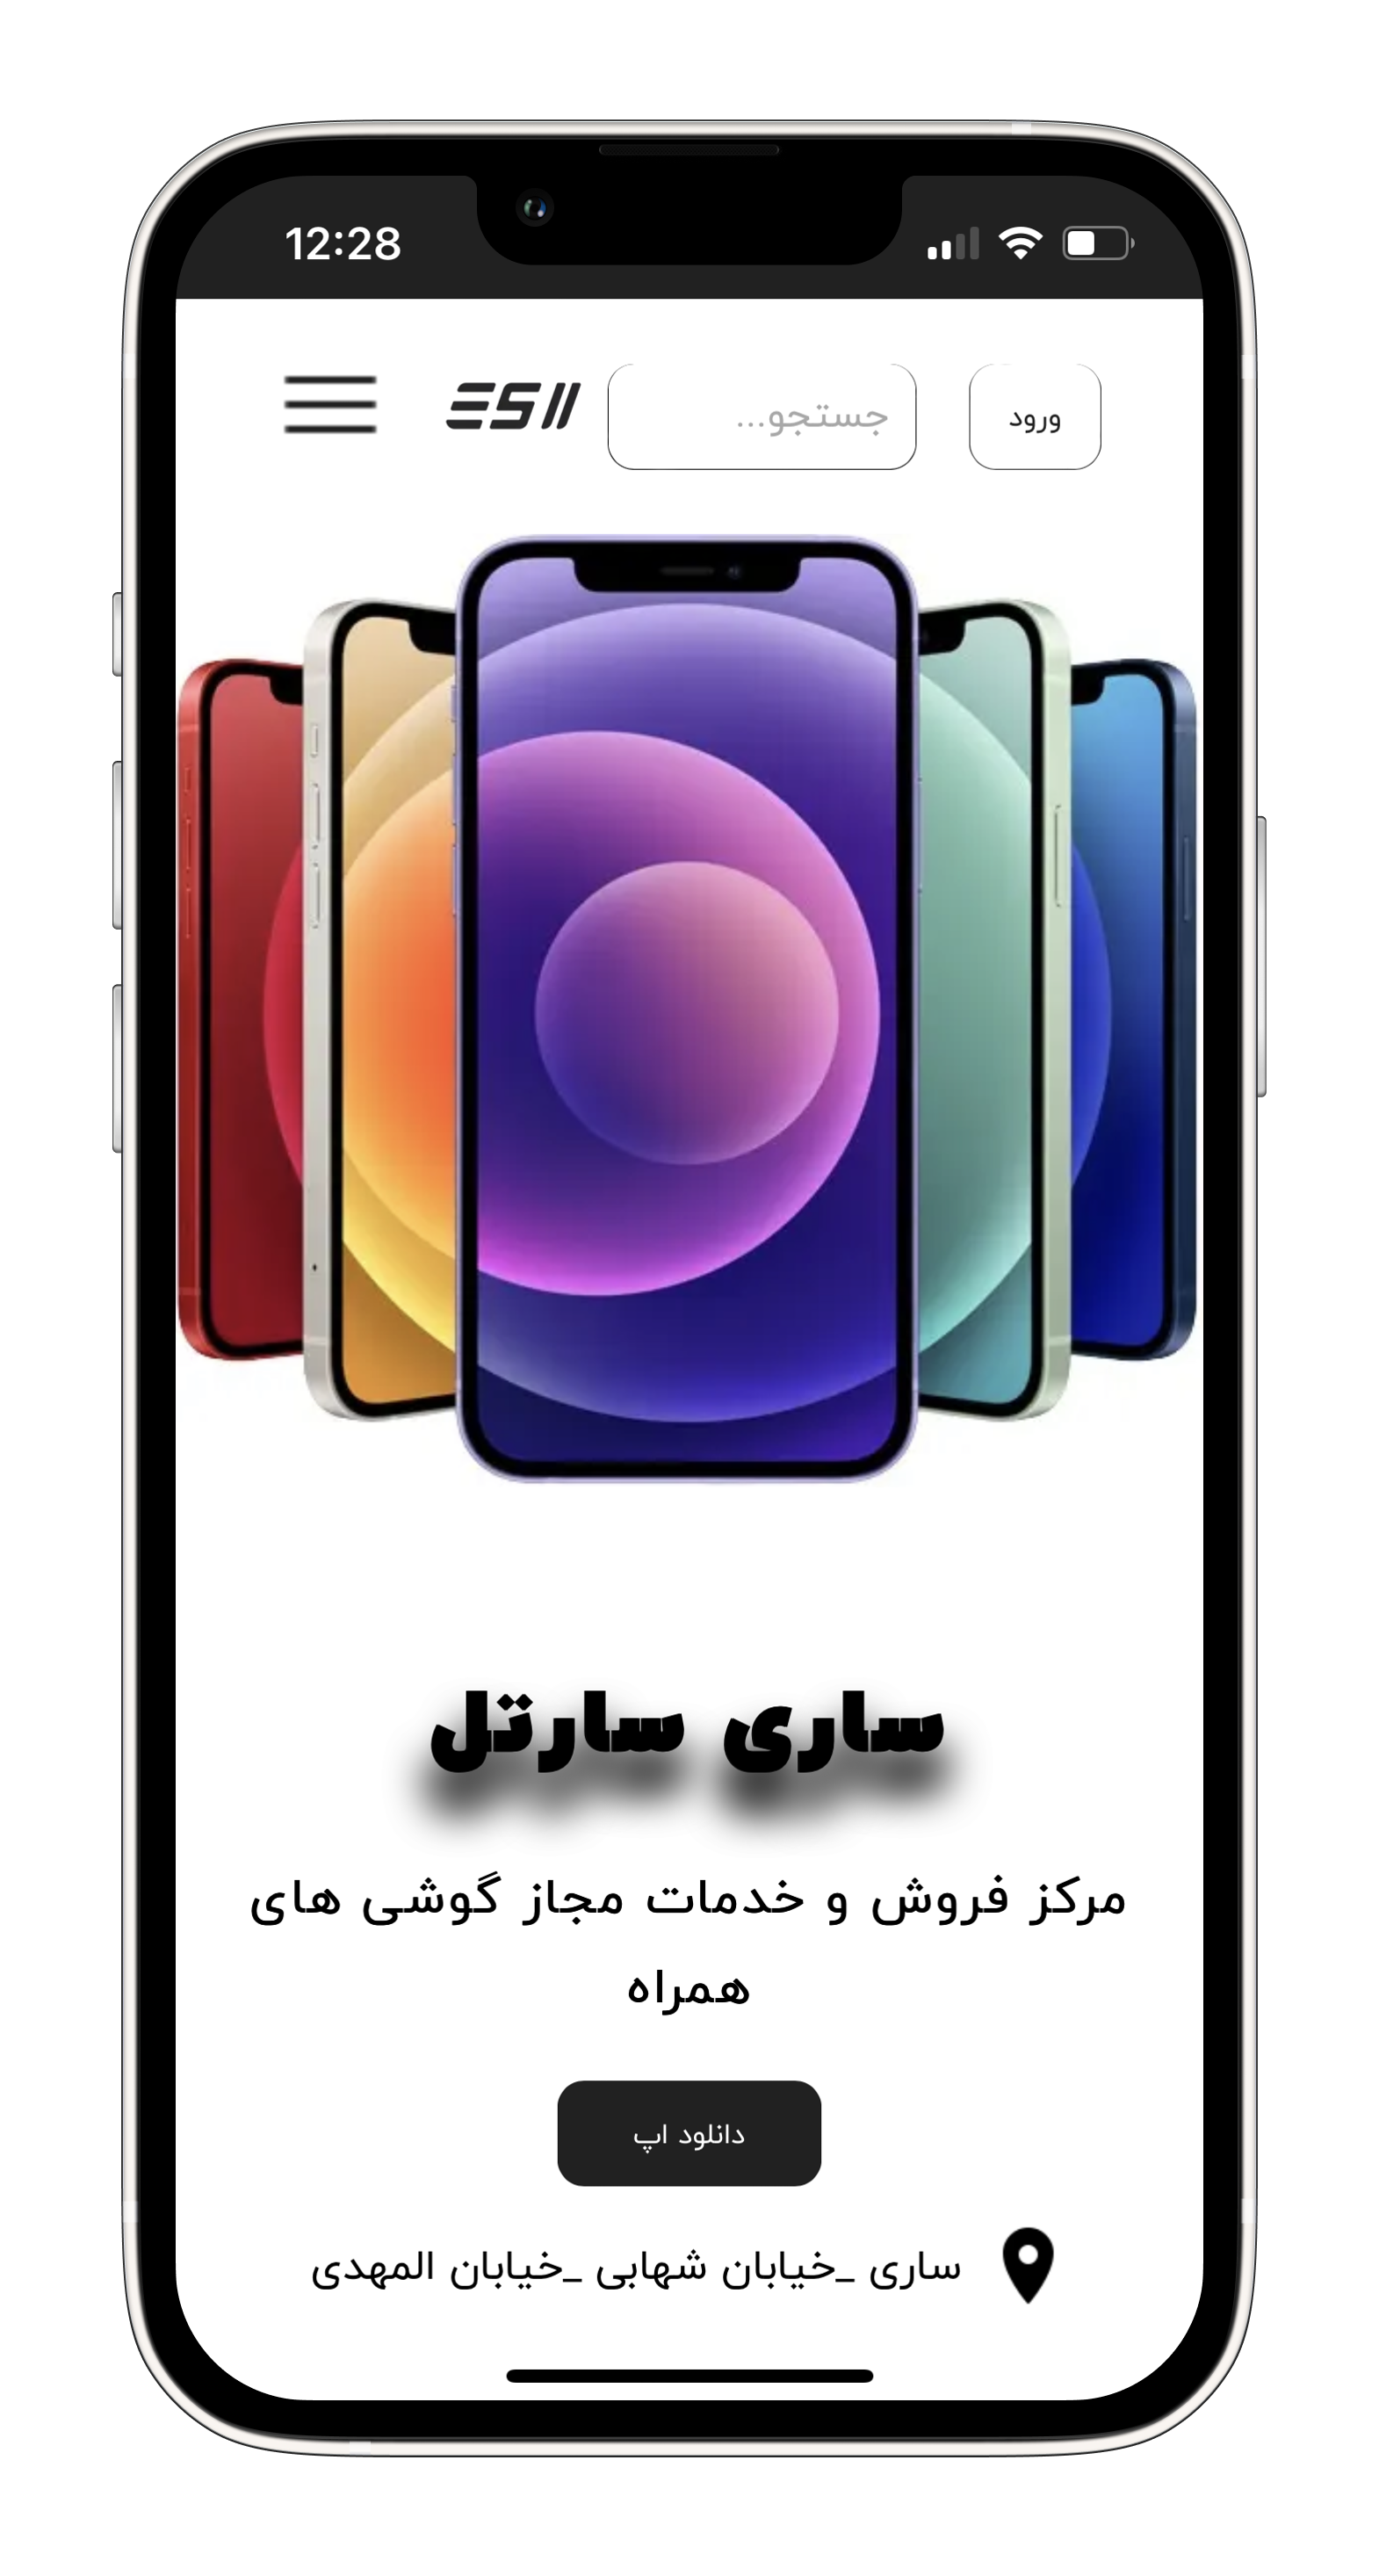 12:28
ورود
جستجو...
ES//
ساری سارتل
مرکز فروش و خدمات مجاز گوشی های
همراه
دانلود اپ
ساری _خیابان شهابی _خیابان المهدی